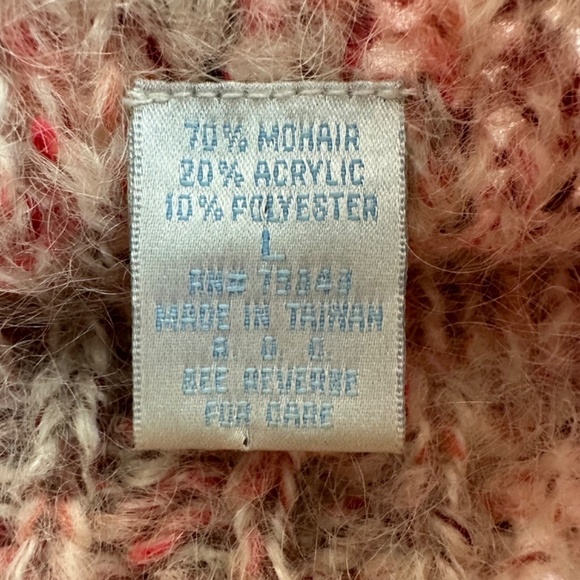 70% MOHAIR
20% ACRYLIC
10% POLYESTER
L
RN#
MADE IN TAIWAN
R. O. C.
SEE REVERSE
FOR CARE